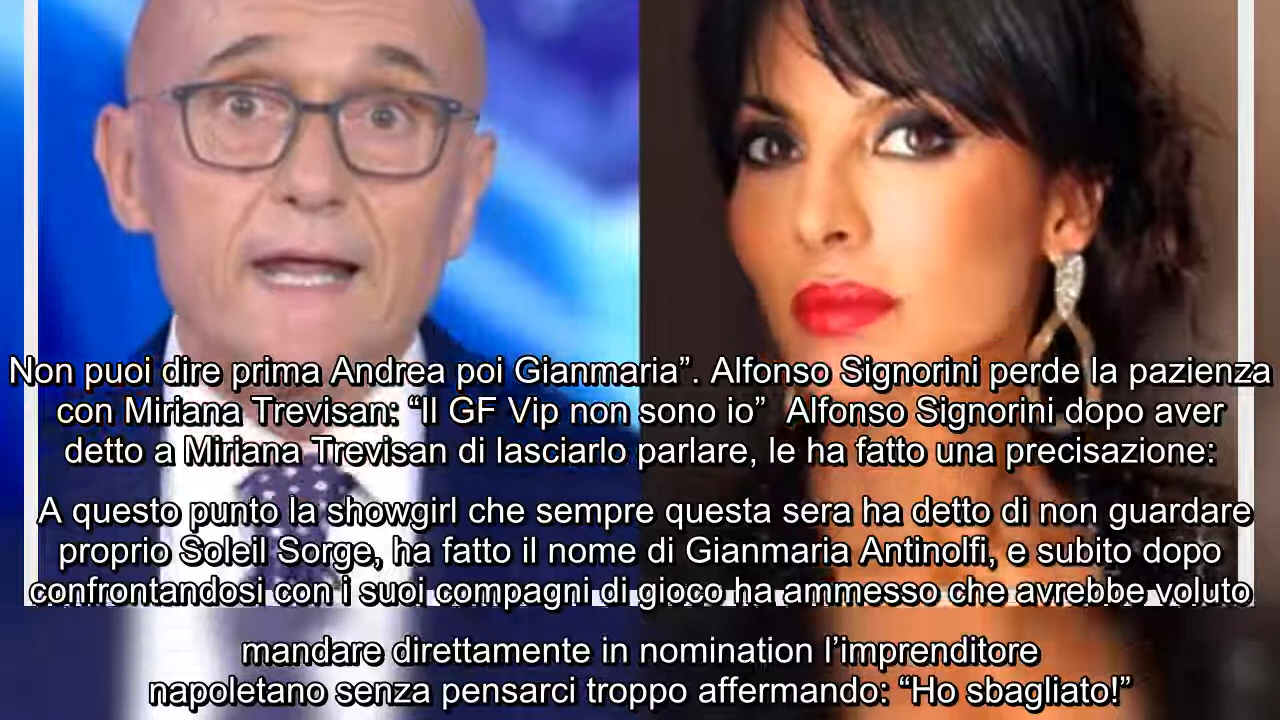 Non puoi dire prima Andrea poi Gianmaria”. Alfonso Signorini perde la pazienza
con Miriana Trevisan: “Il GF Vip non sono io” Alfonso Signorini dopo aver
detto a Miriana Trevisan di lasciarlo parlare, le ha fatto una precisazione:
A questo punto la showgirl che sempre questa sera ha detto di non guardare
proprio Soleil Sorge, ha fatto il nome di Gianmaria Antinolfi, e subito dopo
confrontandosi con i suoi compagni di gioco ha ammesso che avrebbe voluto
mandare direttamente in nomination l’imprenditore
napoletano senza pensarci troppo affermando: “Ho sbagliato!”